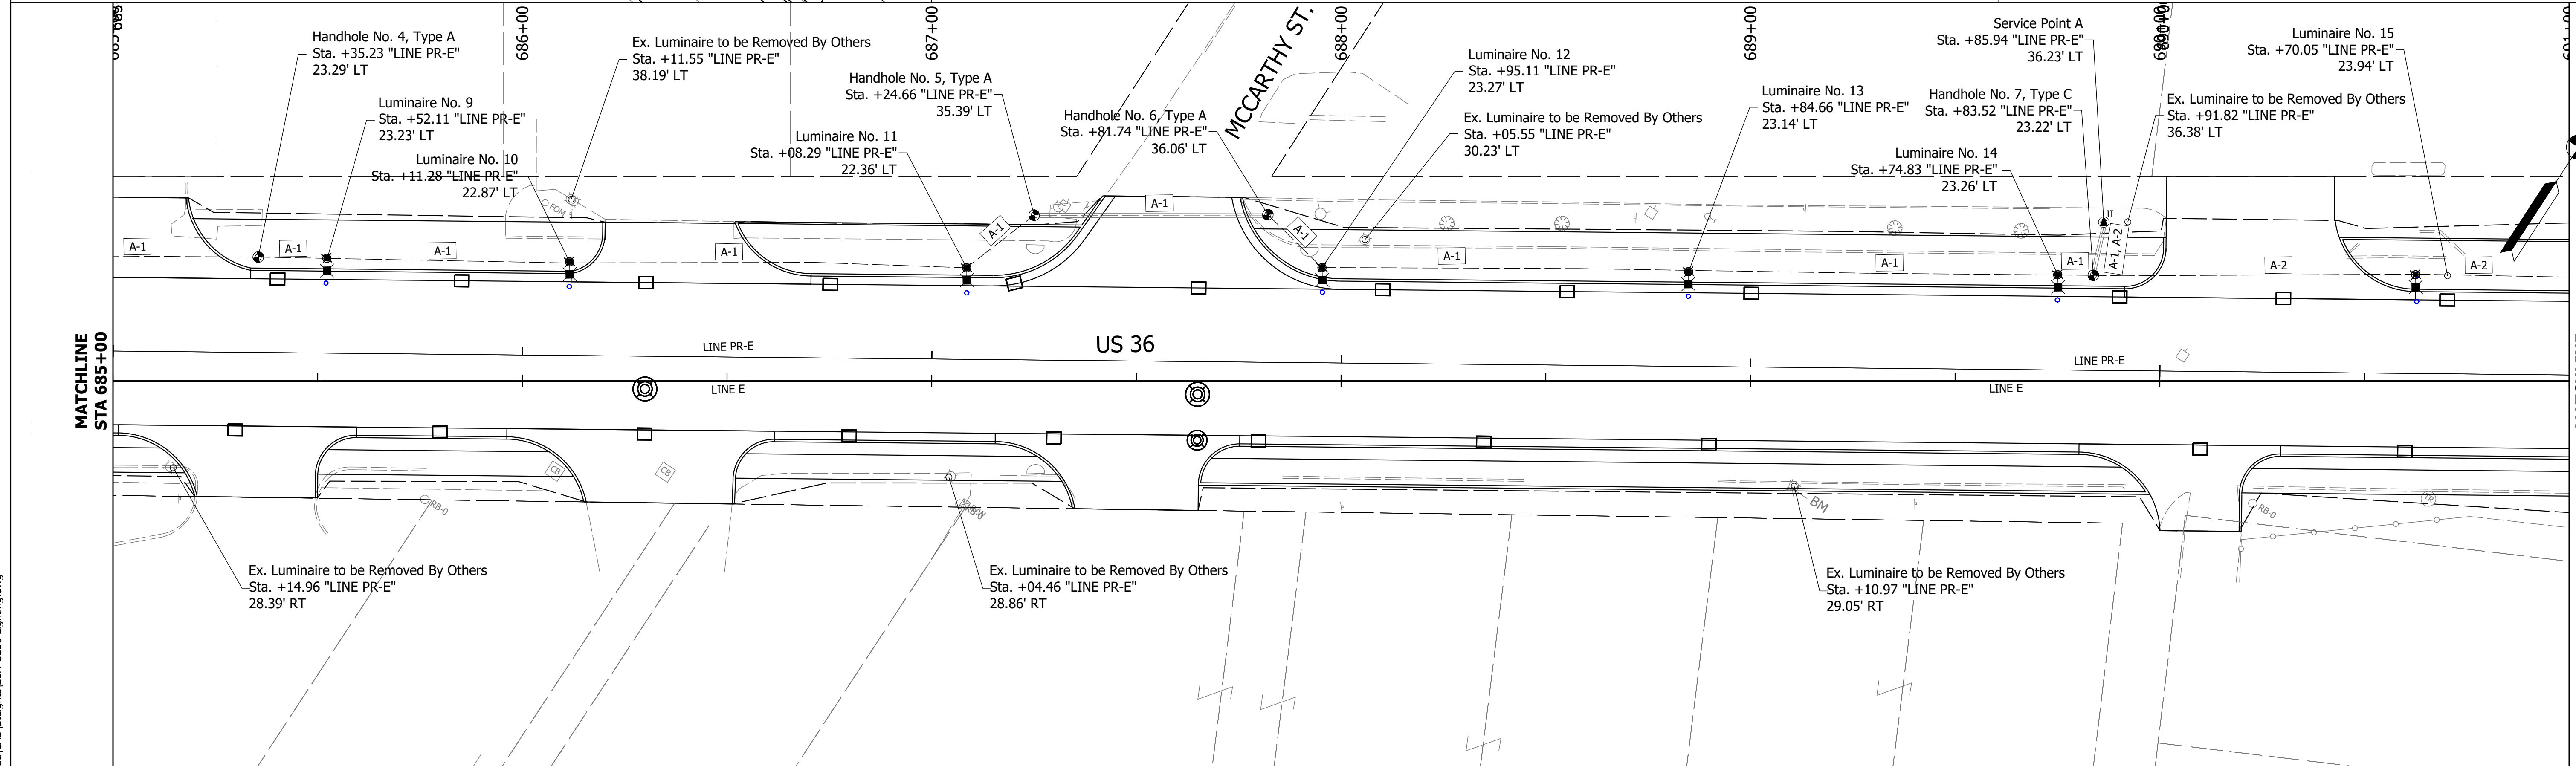 686+00
687+00
688+00
689+00
MCCARTHY ST.
Handhole No. 4, Type A
Sta. +35.23 "LINE PR-E"
23.29' LT
Luminaire No. 9
Sta. +52.11 "LINE PR-E"
23.23' LT
Luminaire No. 10
Sta. +11.28 "LINE PR-E"
22.87' LT
Ex. Luminaire to be Removed By Others
Sta. +11.55 "LINE PR-E"
38.19' LT
Handhole No. 5, Type A
Sta. +24.66 "LINE PR-E"
35.39' LT
Luminaire No. 11
Sta. +08.29 "LINE PR-E"
22.36' LT
Handhole No. 6, Type A
Sta. +81.74 "LINE PR-E"
36.06' LT
Luminaire No. 12
Sta. +95.11 "LINE PR-E"
23.27' LT
Ex. Luminaire to be Removed By Others
Sta. +05.55 "LINE PR-E"
30.23' LT
Luminaire No. 13
Sta. +84.66 "LINE PR-E"
23.14' LT
Service Point A
Sta. +85.94 "LINE PR-E"
36.23' LT
Handhole No. 7, Type C
Sta. +83.52 "LINE PR-E"
23.22' LT
Luminaire No. 14
Sta. +74.83 "LINE PR-E"
23.26' LT
Ex. Luminaire to be Removed By Others
Sta. +91.82 "LINE PR-E"
36.38' LT
Luminaire No. 15
Sta. +70.05 "LINE PR-E"
23.94' LT
FOM
A-1
A-1
A-1
A-1
A-1
A-1
A-1
A-1
A-1
A-1
II
A-1, A-2
A-2
A-2
MATCHLINE
STA 685+00
LINE PR-E
US 36
LINE PR-E
LINE E
LINE E
CB
CB
RB-0
BM
TR
RB-0
Ex. Luminaire to be Removed By Others
Sta. +14.96 "LINE PR-E"
28.39' RT
Ex. Luminaire to be Removed By Others
Sta. +04.46 "LINE PR-E"
28.86' RT
Ex. Luminaire to be Removed By Others
Sta. +10.97 "LINE PR-E"
29.05' RT